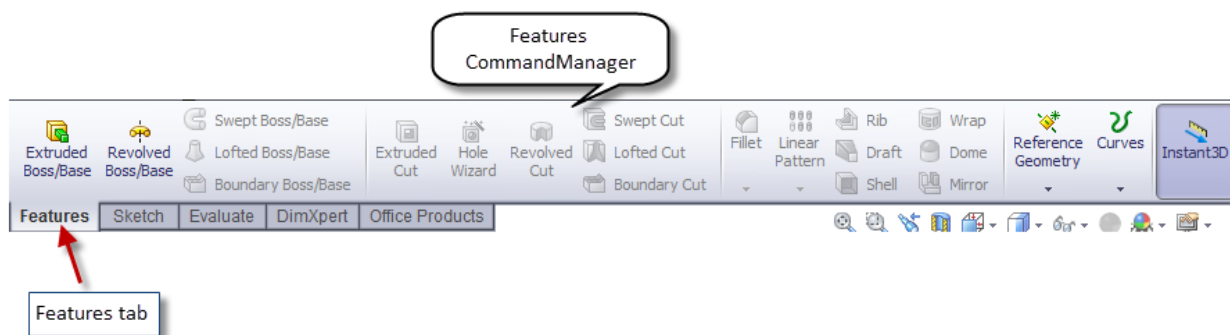 Features
CommandManager
Extruded
Boss/Base
Revolved
Boss/Base
Swept Boss/Base
Lofted Boss/Base
Boundary Boss/Base
Extruded
Cut
Hole
Wizard
Revolved
Cut
Swept Cut
Lofted Cut
Boundary Cut
Fillet
Linear
Pattern
Rib
Draft
Shell
Wrap
Dome
Mirror
Reference
Geometry
Curves
Instant3D
Features Sketch Evaluate DimXpert Office Products
Features tab